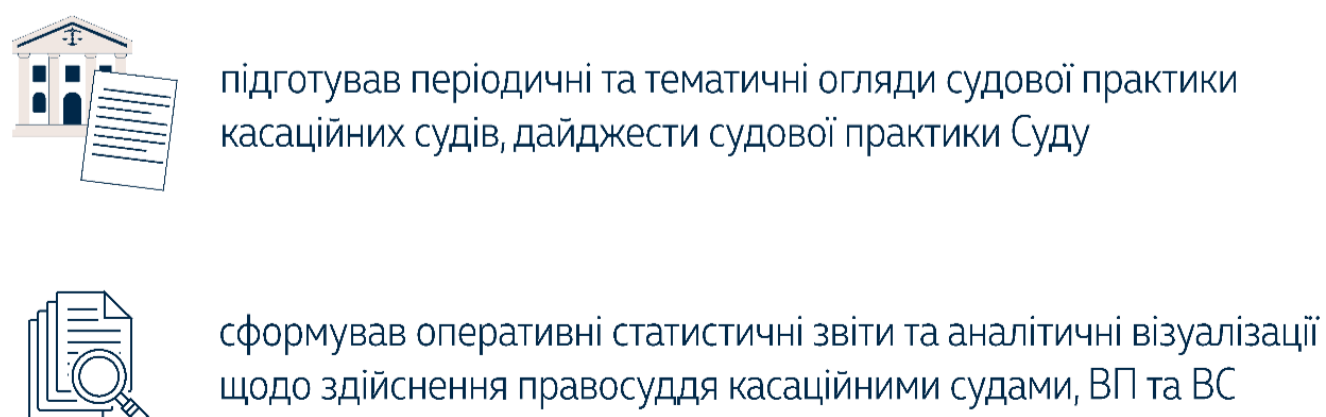 підготував періодичні та тематичні огляди судової практики
касаційних судів, дайджести судової практики Суду
сформував оперативні статистичні звіти та аналітичні візуалізації
щодо здійснення правосуддя касаційними судами, ВП та ВС